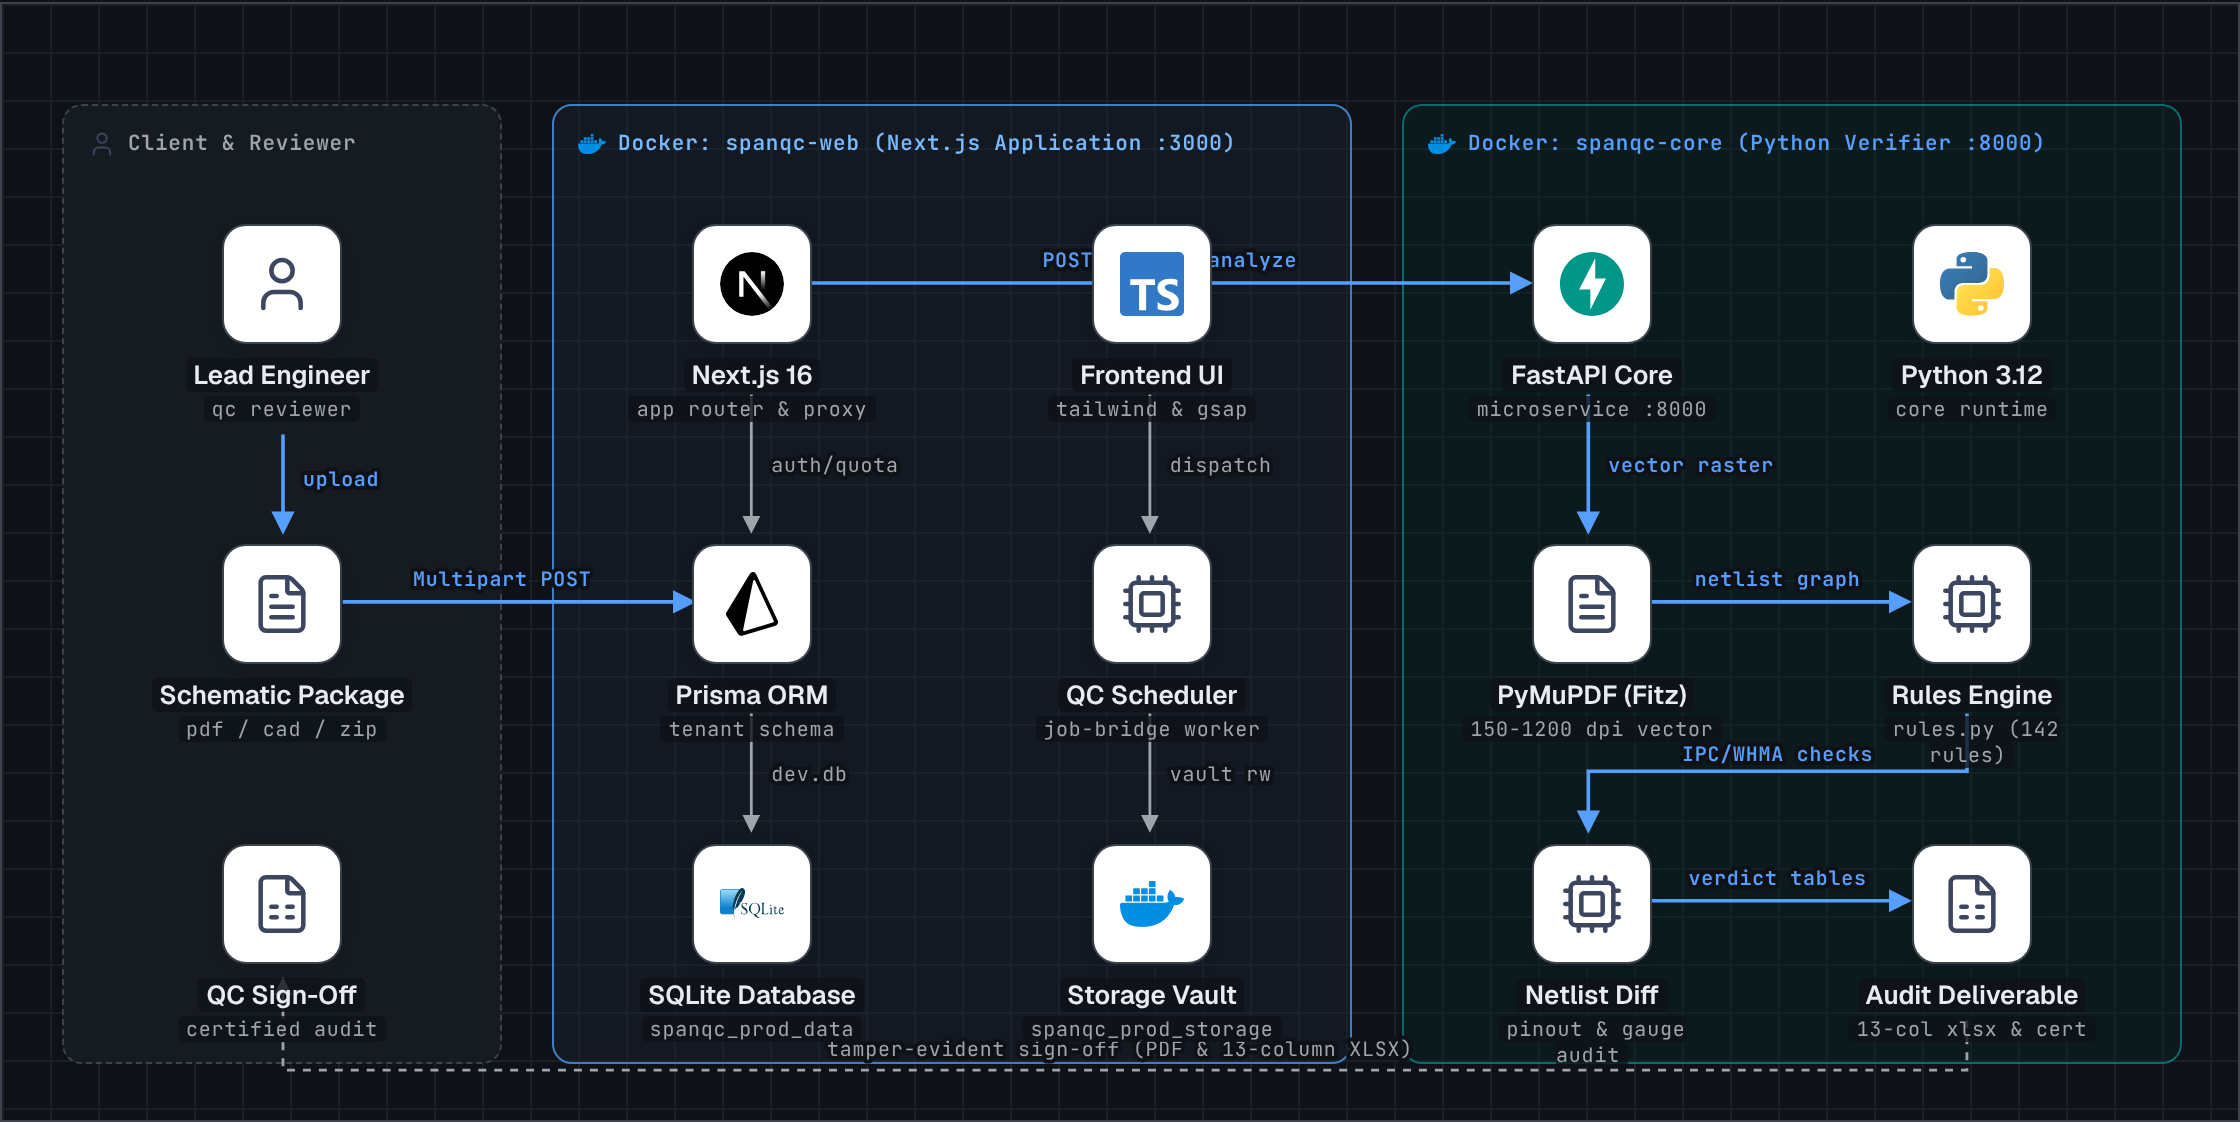 Client & Reviewer
Docker: spanqc-web (Next.js Application :3000)
Docker: spanqc-core (Python Verifier :8000)
POST
analyze
N
TS
Lead Engineer
qc reviewer
Next.js 16
app router & proxy
Frontend UI
tailwind & gsap
FastAPI Core
microservice :8000
Python 3.12
core runtime
upload
auth/quota
dispatch
vector raster
Multipart POST
netlist graph
Schematic Package
pdf / cad / zip
Prisma ORM
tenant schema
QC Scheduler
job-bridge worker
PyMuPDF (Fitz)
150-1200 dpi vector
Rules Engine
rules.py (142
rules)
IPC/WHMA checks
dev.db
vault rw
verdict tables
SQLite
QC Sign-Off
certified audit
SQLite Database
spanqc_prod_data
Storage Vault
spanqc_prod_storage
Netlist Diff
pinout & gauge
audit
Audit Deliverable
13-col xlsx & cert
tamper-evident sign-off (PDF & 13-column XLSX)